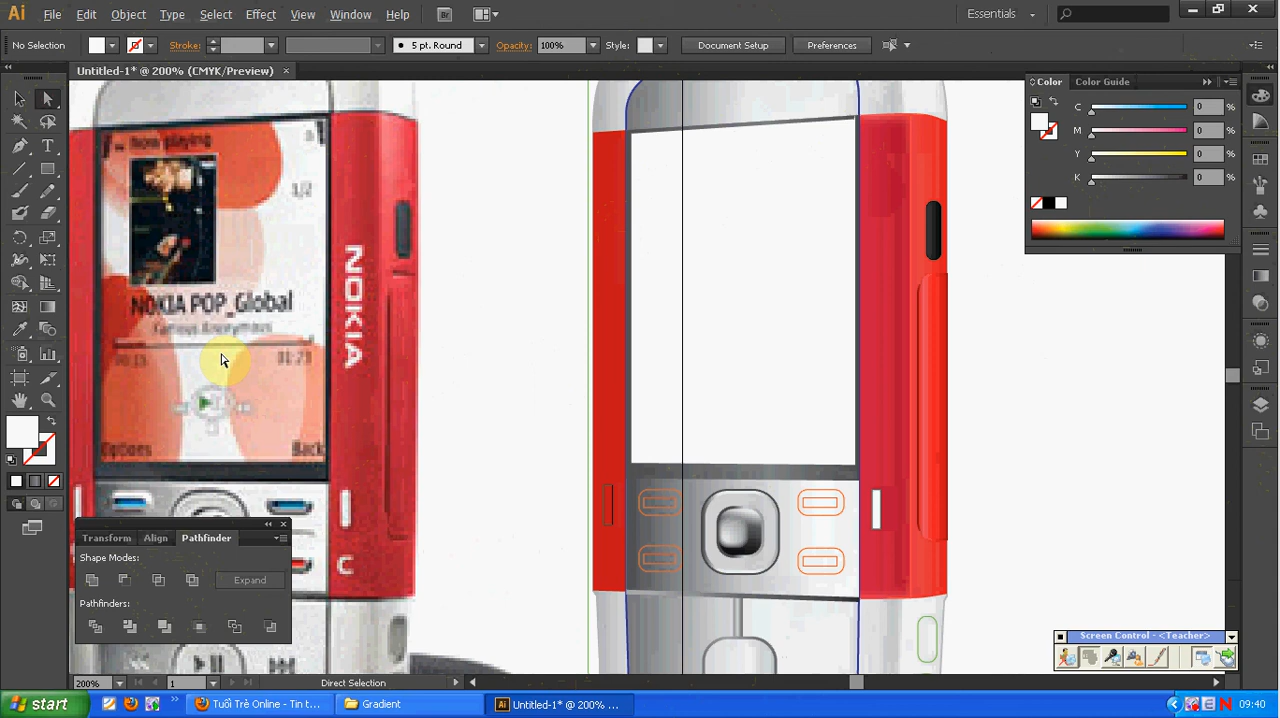 Ai File Edit Object Type Select Effect View Window Help Br Essentials
No Selection Stroke: 5 pt. Round Opacity: 100% Style: Document Setup Preferences
Untitled-1* @ 200% (CMYK/Preview)
Color Color Guide
C 0 %
M 0 %
Y 0 %
K 0 %
Now playing
1/2
NOKIA POP_Global
01:23
Options Back
NOKIA
C
Transform Align Pathfinder
Shape Modes:
Expand
Pathfinders:
Screen Control - <Teacher>
200% 1 Direct Selection
start Tuổi Trẻ Online - Tin t... Gradient Untitled-1* @ 200% ... 09:40